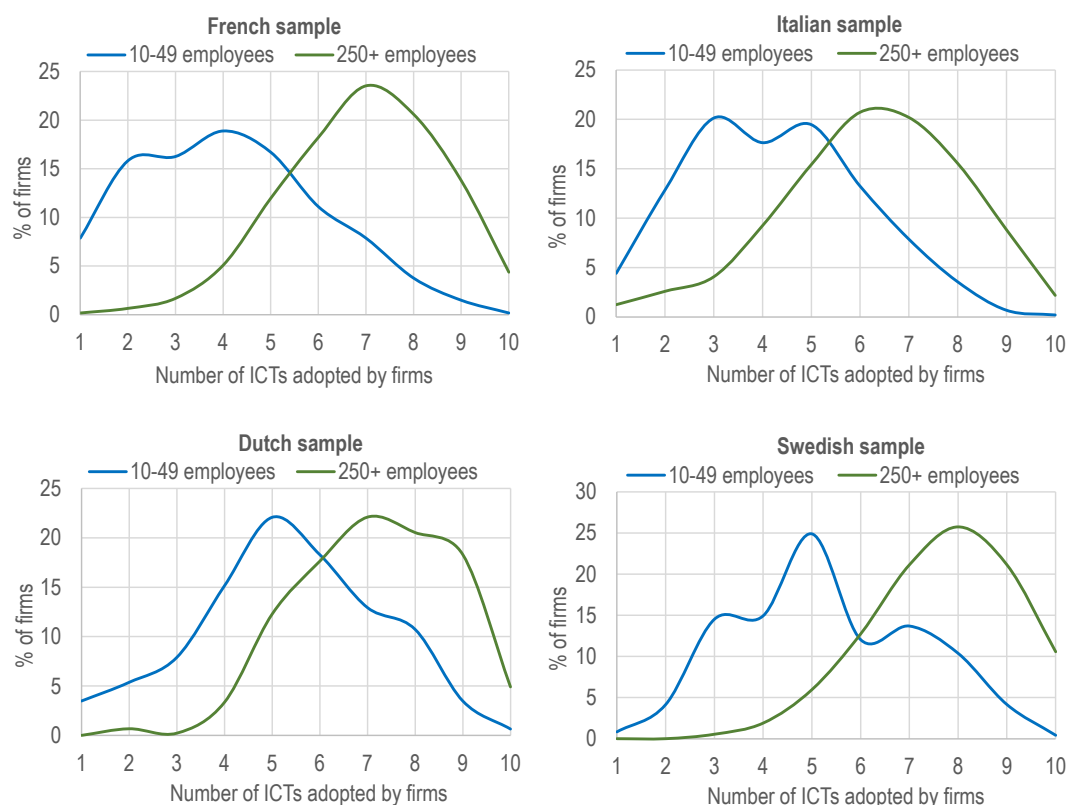 French sample
10-49 employees 250+ employees
25
20
15
10
5
0
% of firms
1 2 3 4 5 6 7 8 9 10
Number of ICTs adopted by firms
Italian sample
10-49 employees 250+ employees
25
20
15
10
5
0
% of firms
1 2 3 4 5 6 7 8 9 10
Number of ICTs adopted by firms
Dutch sample
10-49 employees 250+ employees
25
20
15
10
5
0
% of firms
1 2 3 4 5 6 7 8 9 10
Number of ICTs adopted by firms
Swedish sample
10-49 employees 250+ employees
30
25
20
15
10
5
0
% of firms
1 2 3 4 5 6 7 8 9 10
Number of ICTs adopted by firms